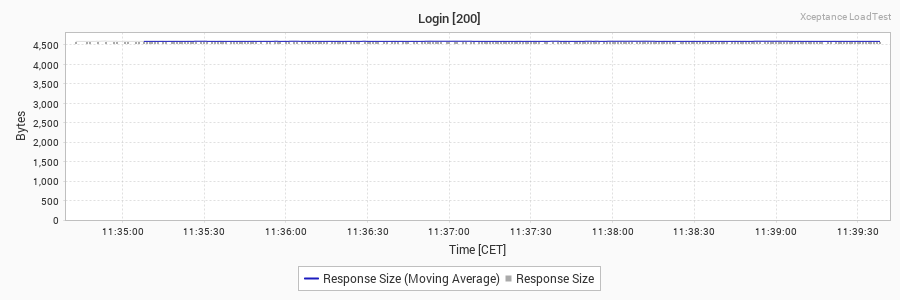 Login [200]
Xceptance LoadTest
4,500
4,000
3,500
3,000
2,500
2,000
1,500
1,000
500
0
Bytes
11:35:00 11:35:30 11:36:00 11:36:30 11:37:00 11:37:30 11:38:00 11:38:30 11:39:00 11:39:30
Time [CET]
Response Size (Moving Average) Response Size